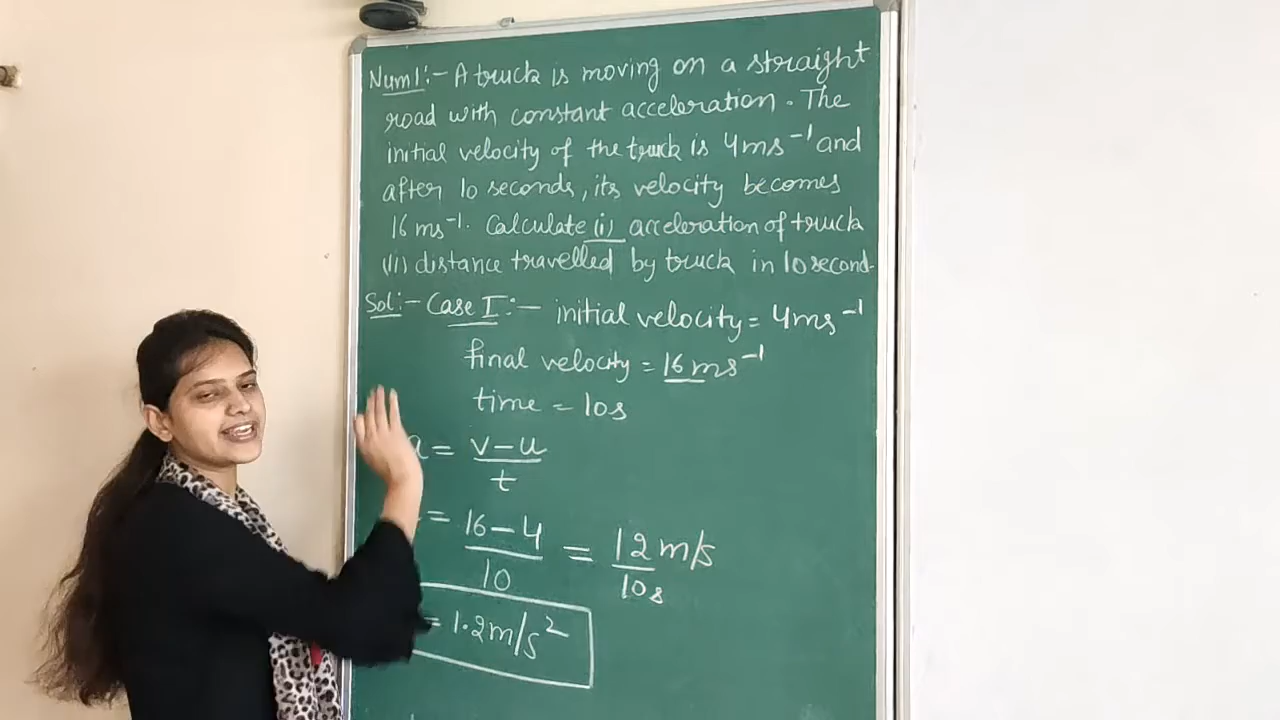 Num1:- A truck is moving on a straight
road with constant acceleration. The
initial velocity of the truck is 4ms⁻¹ and
after 10 seconds, its velocity becomes
16 ms⁻¹. Calculate (i) acceleration of truck
(ii) distance travelled by truck in 10 second.
Sol:- Case I:- initial velocity = 4ms⁻¹
final velocity = 16 ms⁻¹
time = 10s
a = v-u/t
= 16-4/10 = 12m/s/10s
= 1.2m/s²